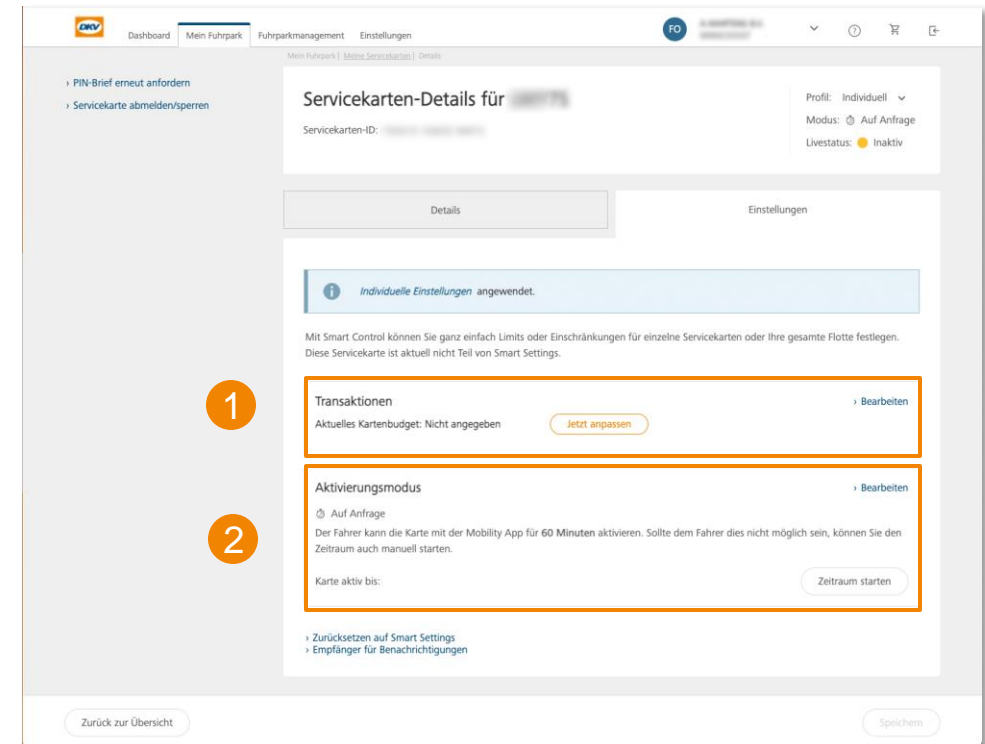 DKV
Dashboard Mein Fuhrpark Fuhrparkmanagement Einstellungen FO
Mein Fuhrpark | Meine Servicekarten | Details
› PIN-Brief erneut anfordern
› Servicekarte abmelden/sperren
Servicekarten-Details für
Servicekarten-ID:
Profil: Individuell
Modus: Auf Anfrage
Livestatus: Inaktiv
Details Einstellungen
Individuelle Einstellungen angewendet.
Mit Smart Control können Sie ganz einfach Limits oder Einschränkungen für einzelne Servicekarten oder Ihre gesamte Flotte festlegen.
Diese Servicekarte ist aktuell nicht Teil von Smart Settings.
1
Transaktionen › Bearbeiten
Aktuelles Kartenbudget: Nicht angegeben Jetzt anpassen
2
Aktivierungsmodus › Bearbeiten
Auf Anfrage
Der Fahrer kann die Karte mit der Mobility App für 60 Minuten aktivieren. Sollte dem Fahrer dies nicht möglich sein, können Sie den
Zeitraum auch manuell starten.
Karte aktiv bis: Zeitraum starten
› Zurücksetzen auf Smart Settings
› Empfänger für Benachrichtigungen
Zurück zur Übersicht Speichern